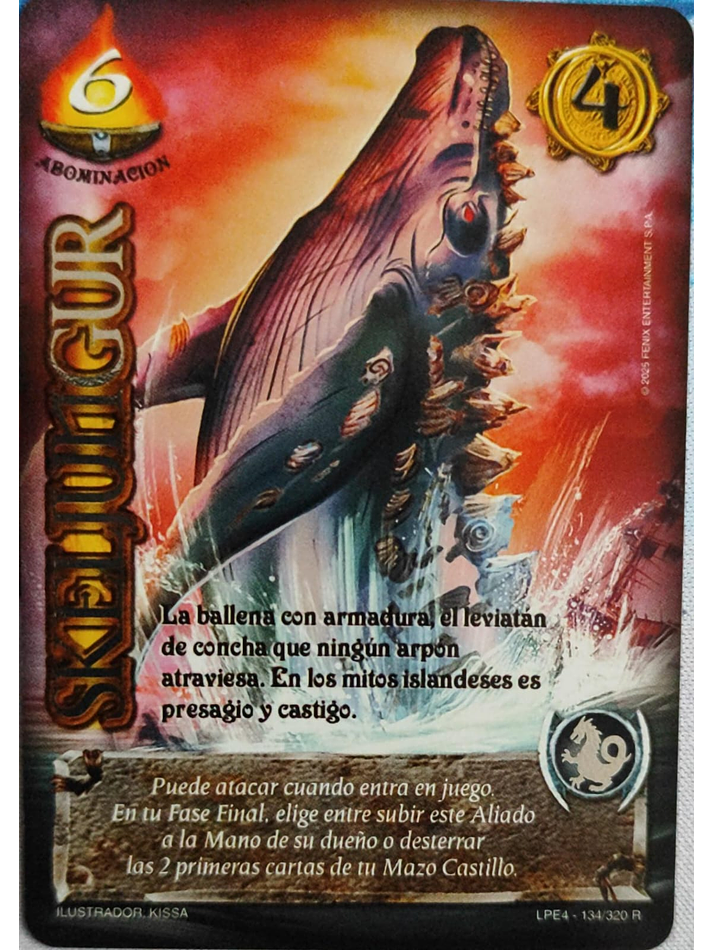 6
4
ABOMINACION
SKELJUNGUR
© 2025 FENIX ENTERTAINMENT S.P.A.
La ballena con armadura, el leviatán
de concha que ningún arpón
atraviesa. En los mitos islandeses es
presagio y castigo.
Puede atacar cuando entra en juego.
En tu Fase Final, elige entre subir este Aliado
a la Mano de su dueño o desterrar
las 2 primeras cartas de tu Mazo Castillo.
ILUSTRADOR. KISSA
LPE4 - 134/320 R